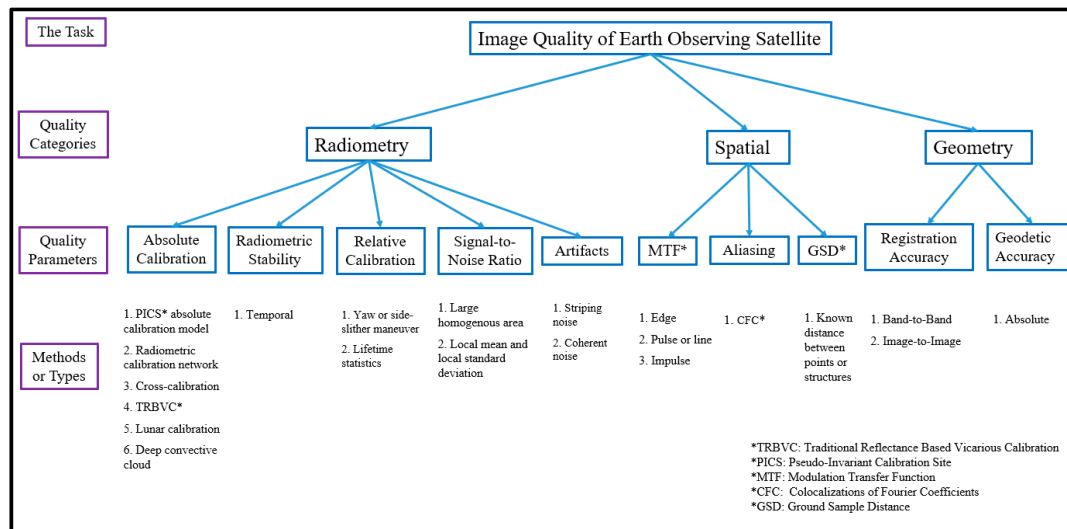 The Task
Image Quality of Earth Observing Satellite
Quality
Categories
Radiometry
Spatial
Geometry
Quality
Parameters
Absolute
Calibration
Radiometric
Stability
Relative
Calibration
Signal-to-
Noise Ratio
Artifacts
MTF*
Aliasing
GSD*
Registration
Accuracy
Geodetic
Accuracy
Methods
or Types
1. PICS* absolute
calibration model
2. Radiometric
calibration network
3. Cross-calibration
4. TRBVC*
5. Lunar calibration
6. Deep convective
cloud
1. Temporal
1. Yaw or side-
slither maneuver
2. Lifetime
statistics
1. Large
homogenous area
2. Local mean and
local standard
deviation
1. Striping
noise
2. Coherent
noise
1. Edge
2. Pulse or line
3. Impulse
1. CFC*
1. Known
distance
between
points or
structures
1. Band-to-Band
2. Image-to-Image
1. Absolute
*TRBVC: Traditional Reflectance Based Vicarious Calibration
*PICS: Pseudo-Invariant Calibration Site
*MTF: Modulation Transfer Function
*CFC: Colocalizations of Fourier Coefficients
*GSD: Ground Sample Distance